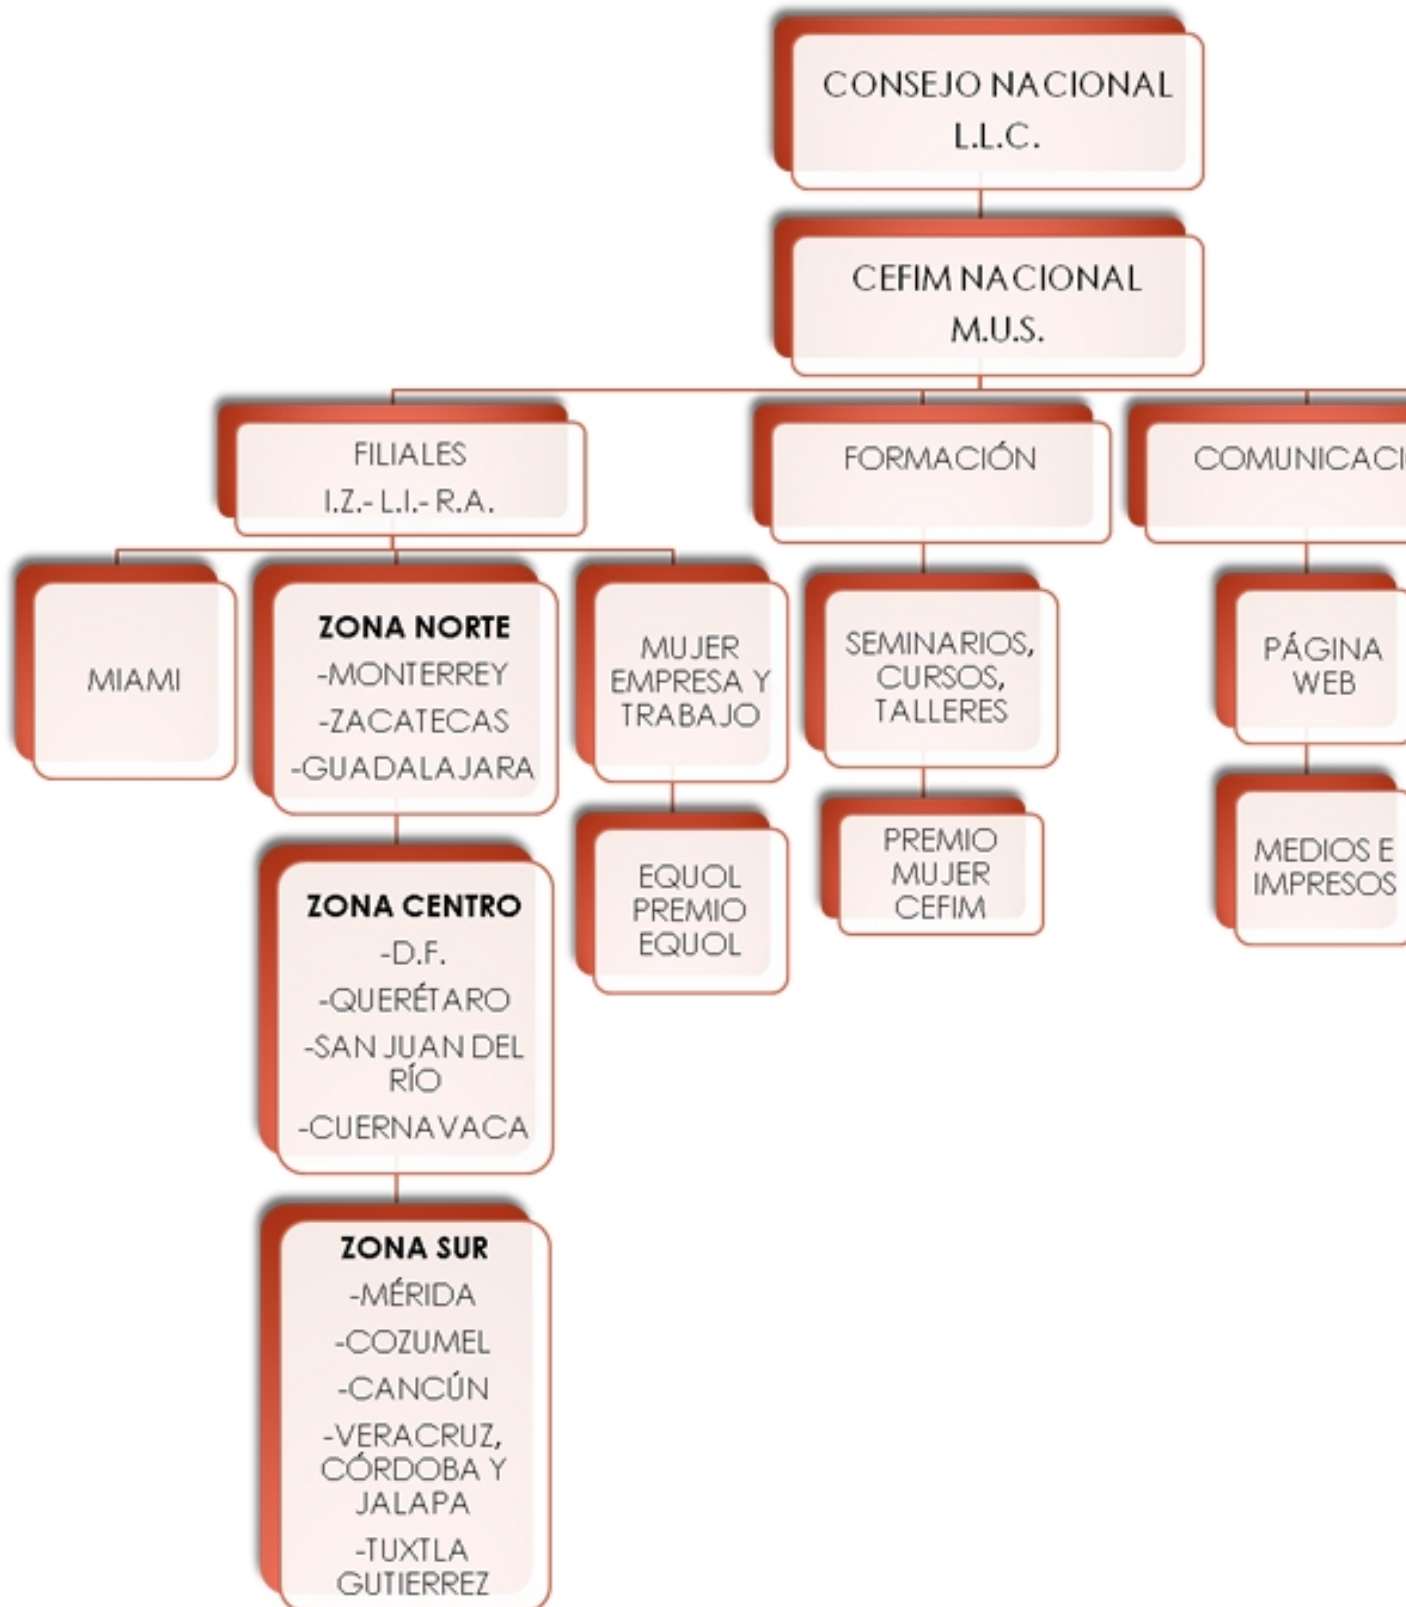 CONSEJO NACIONAL
L.L.C.
CEFIM NACIONAL
M.U.S.
FILIALES
I.Z.- L.I.- R.A.
FORMACIÓN
COMUNICACI
MIAMI
ZONA NORTE
-MONTERREY
-ZACATECAS
-GUADALAJARA
MUJER
EMPRESA Y
TRABAJO
SEMINARIOS,
CURSOS,
TALLERES
PÁGINA
WEB
ZONA CENTRO
-D.F.
-QUERÉTARO
-SAN JUAN DEL
RÍO
-CUERNAVACA
EQUOL
PREMIO
EQUOL
PREMIO
MUJER
CEFIM
MEDIOS E
IMPRESOS
ZONA SUR
-MÉRIDA
-COZUMEL
-CANCÚN
-VERACRUZ,
CÓRDOBA Y
JALAPA
-TUXTLA
GUTIERREZ